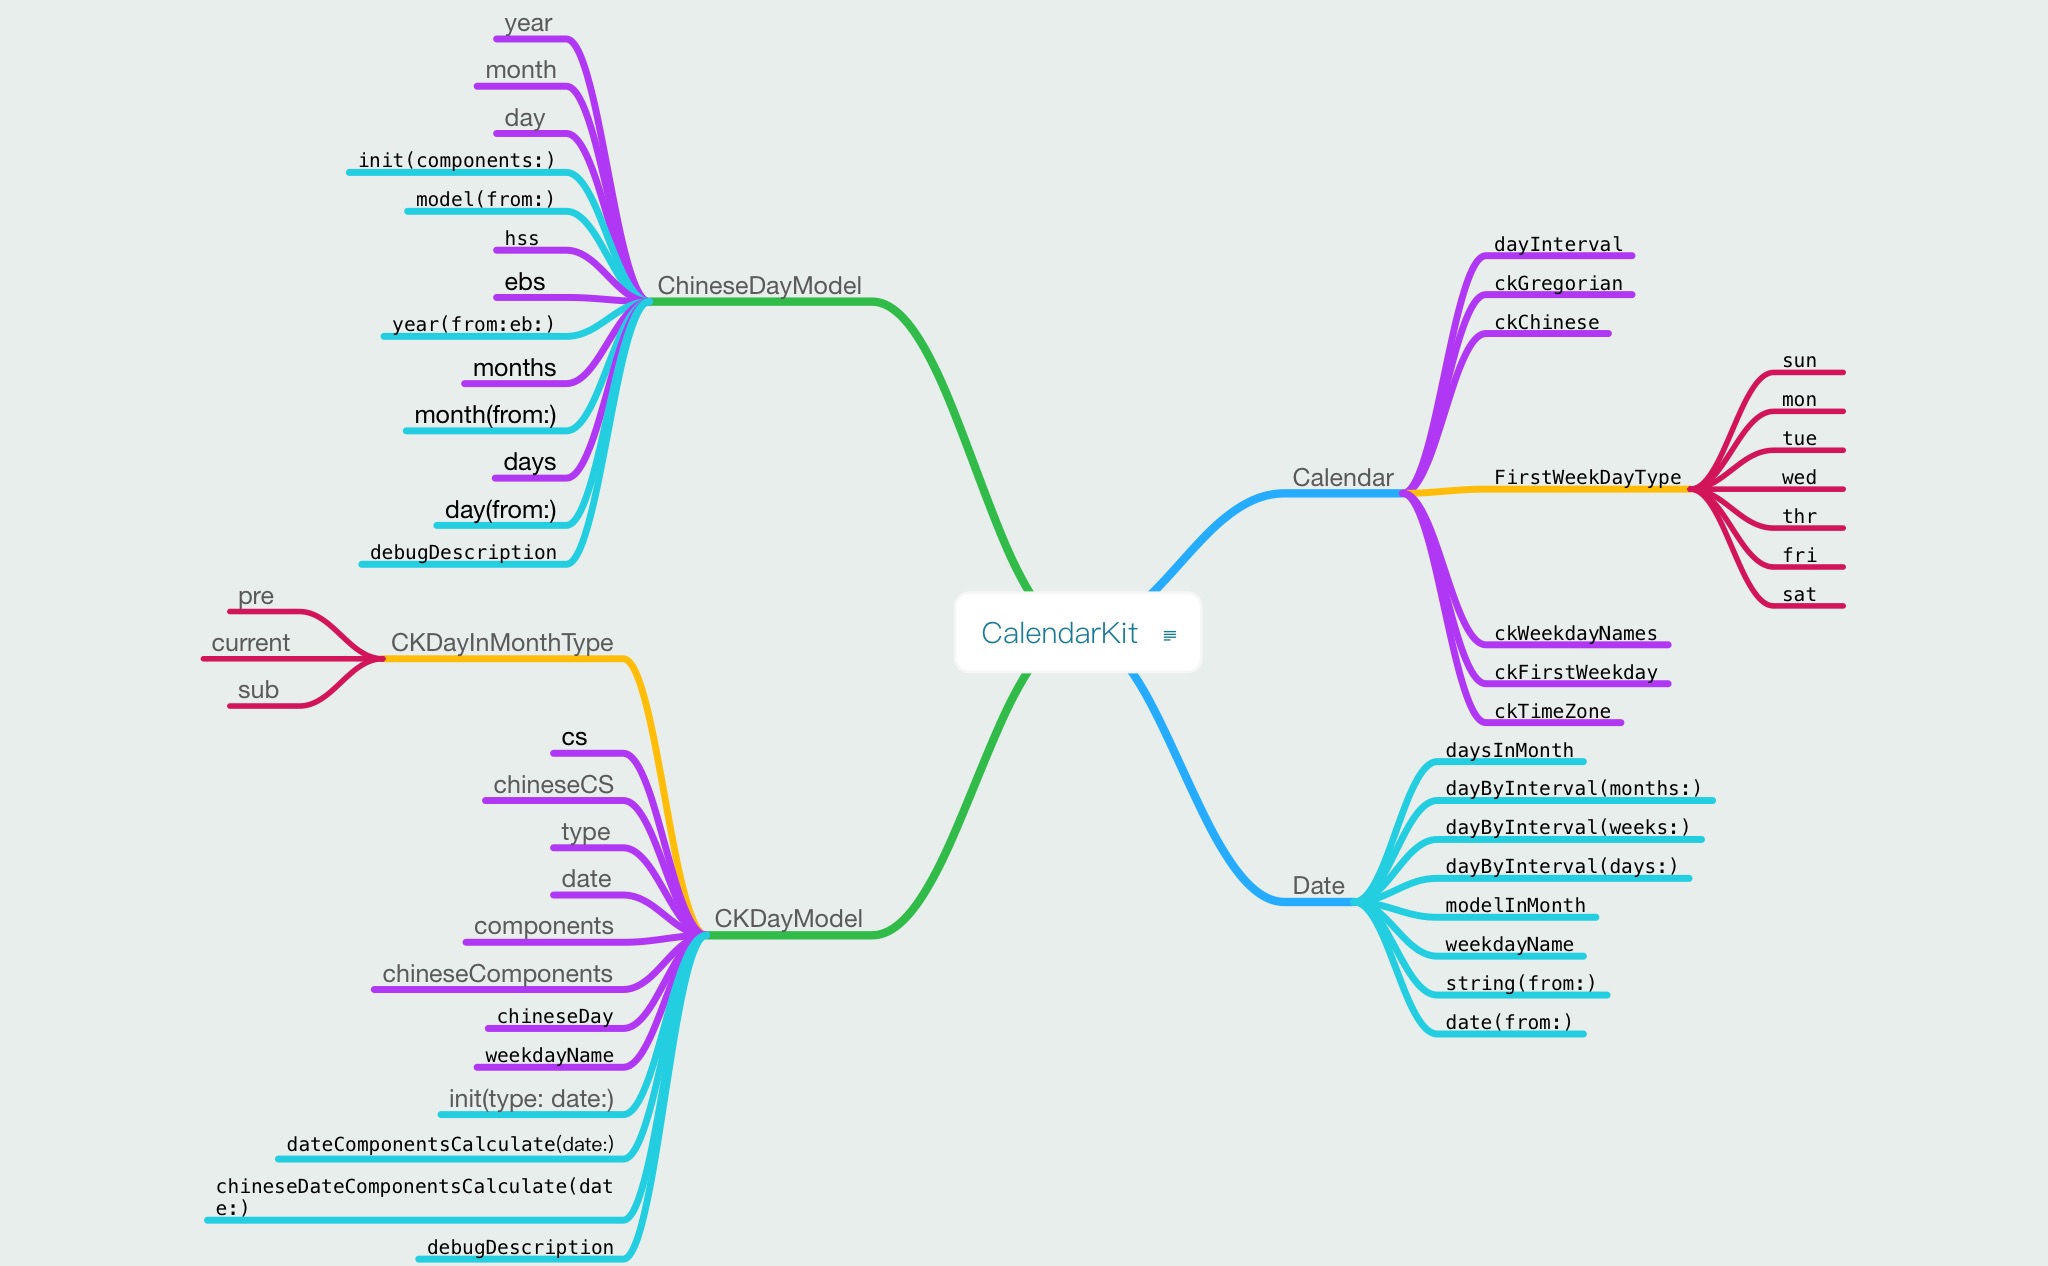 year
month
day
init(components:)
model(from:)
hss
ebs
year(from:eb:)
months
month(from:)
days
day(from:)
debugDescription
ChineseDayModel
pre
current
sub
CKDayInMonthType
cs
chineseCS
type
date
components
chineseComponents
chineseDay
weekdayName
init(type: date:)
dateComponentsCalculate(date:)
chineseDateComponentsCalculate(dat
e:)
debugDescription
CKDayModel
CalendarKit
Calendar
dayInterval
ckGregorian
ckChinese
FirstWeekDayType
sun
mon
tue
wed
thr
fri
sat
ckWeekdayNames
ckFirstWeekday
ckTimeZone
Date
daysInMonth
dayByInterval(months:)
dayByInterval(weeks:)
dayByInterval(days:)
modelInMonth
weekdayName
string(from:)
date(from:)